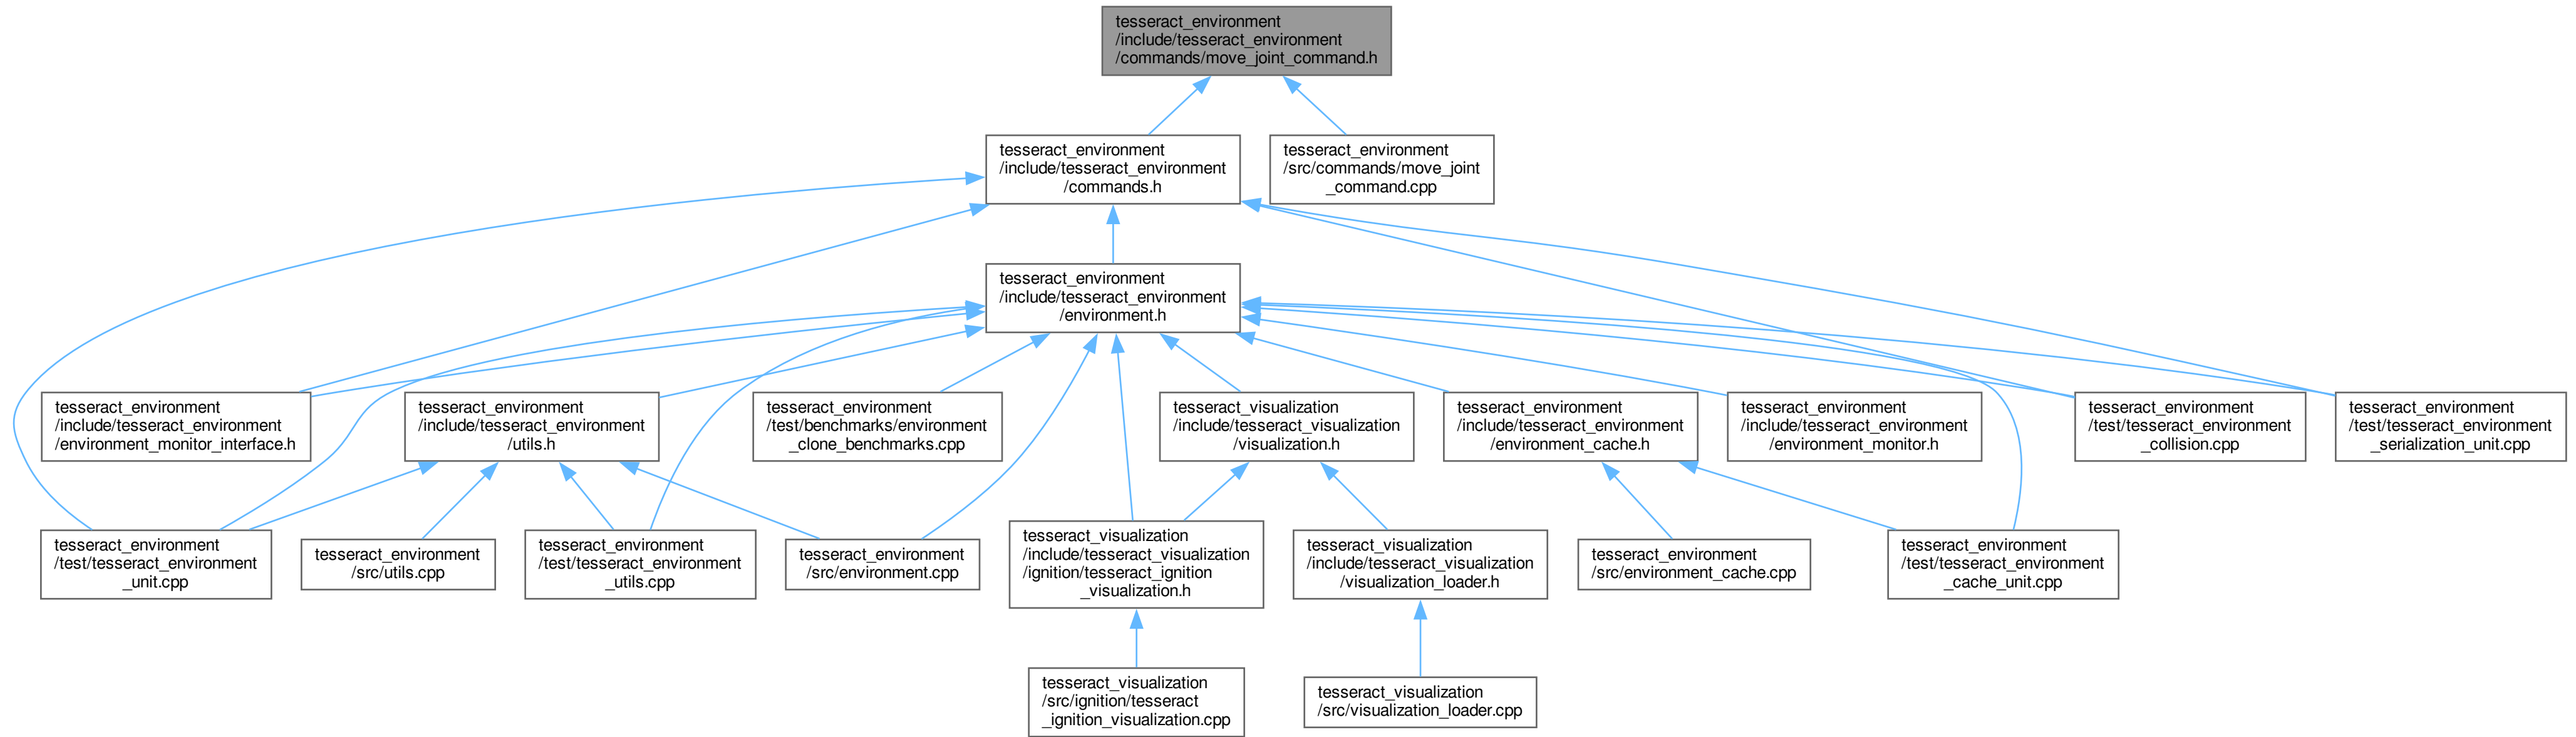 tesseract_environment
/include/tesseract_environment
/commands/move_joint_command.h
tesseract_environment
/include/tesseract_environment
/commands.h
tesseract_environment
/src/commands/move_joint
_command.cpp
tesseract_environment
/include/tesseract_environment
/environment.h
tesseract_environment
/include/tesseract_environment
/environment_monitor_interface.h
tesseract_environment
/include/tesseract_environment
/utils.h
tesseract_environment
/test/benchmarks/environment
_clone_benchmarks.cpp
tesseract_visualization
/include/tesseract_visualization
/visualization.h
tesseract_environment
/include/tesseract_environment
/environment_cache.h
tesseract_environment
/include/tesseract_environment
/environment_monitor.h
tesseract_environment
/test/tesseract_environment
_collision.cpp
tesseract_environment
/test/tesseract_environment
_serialization_unit.cpp
tesseract_environment
/test/tesseract_environment
_unit.cpp
tesseract_environment
/src/utils.cpp
tesseract_environment
/test/tesseract_environment
_utils.cpp
tesseract_environment
/src/environment.cpp
tesseract_visualization
/include/tesseract_visualization
/ignition/tesseract_ignition
_visualization.h
tesseract_visualization
/include/tesseract_visualization
/visualization_loader.h
tesseract_environment
/src/environment_cache.cpp
tesseract_environment
/test/tesseract_environment
_cache_unit.cpp
tesseract_visualization
/src/ignition/tesseract
_ignition_visualization.cpp
tesseract_visualization
/src/visualization_loader.cpp